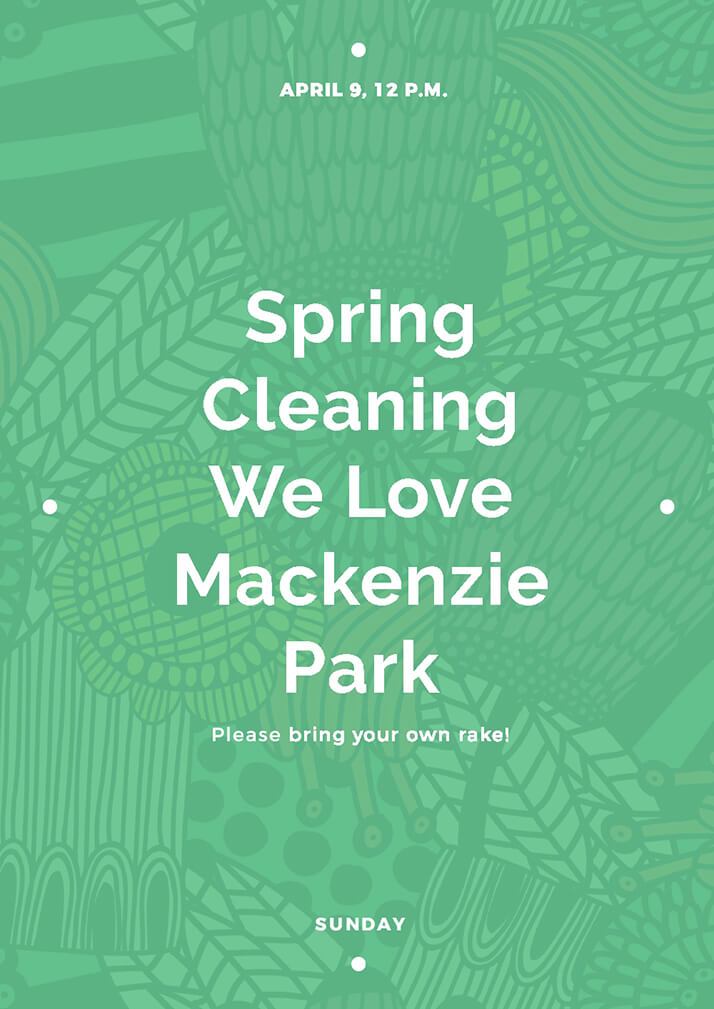 APRIL 9, 12 P.M.
Spring
Cleaning
We Love
Mackenzie
Park
Please bring your own rake!
SUNDAY